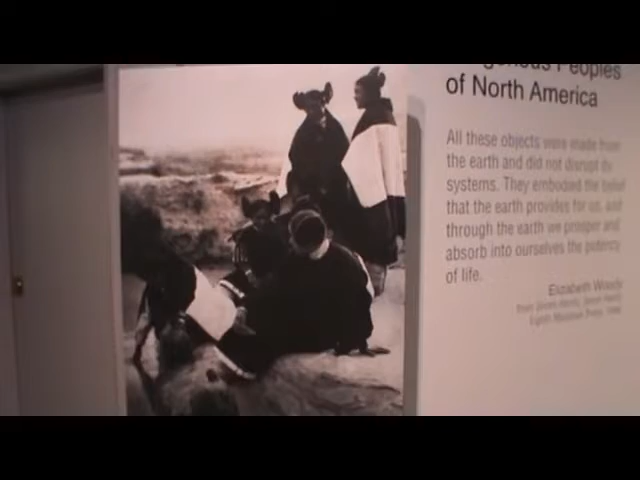 Peoples
of North America
All these objects were made from
the earth and did not disrupt its
systems. They embodied the belief
that the earth provides for us, and
through the earth we prosper and
absorb into ourselves the potency
of life.
Elizabeth Woody